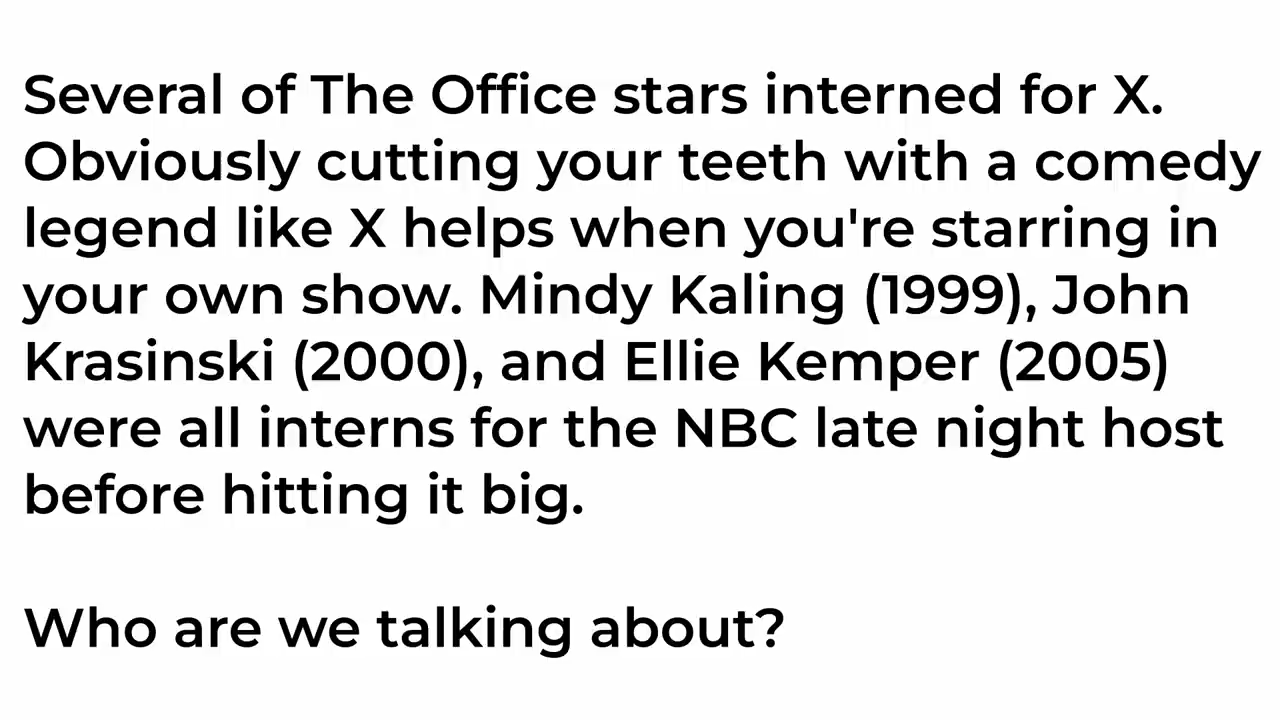 Several of The Office stars interned for X.
Obviously cutting your teeth with a comedy
legend like X helps when you're starring in
your own show. Mindy Kaling (1999), John
Krasinski (2000), and Ellie Kemper (2005)
were all interns for the NBC late night host
before hitting it big.
Who are we talking about?